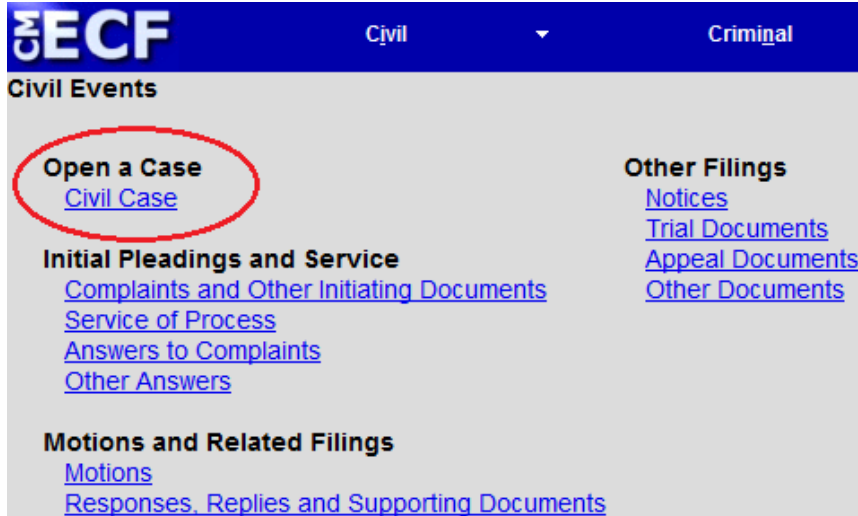 CM ECF Civil Criminal
Civil Events
Open a Case
Civil Case
Initial Pleadings and Service
Complaints and Other Initiating Documents
Service of Process
Answers to Complaints
Other Answers
Motions and Related Filings
Motions
Responses, Replies and Supporting Documents
Other Filings
Notices
Trial Documents
Appeal Documents
Other Documents